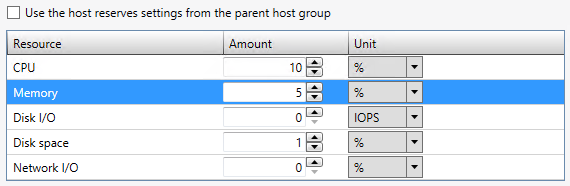 Use the host reserves settings from the parent host group
Resource Amount Unit
CPU 10 %
Memory 5 %
Disk I/O 0 IOPS
Disk space 1 %
Network I/O 0 %